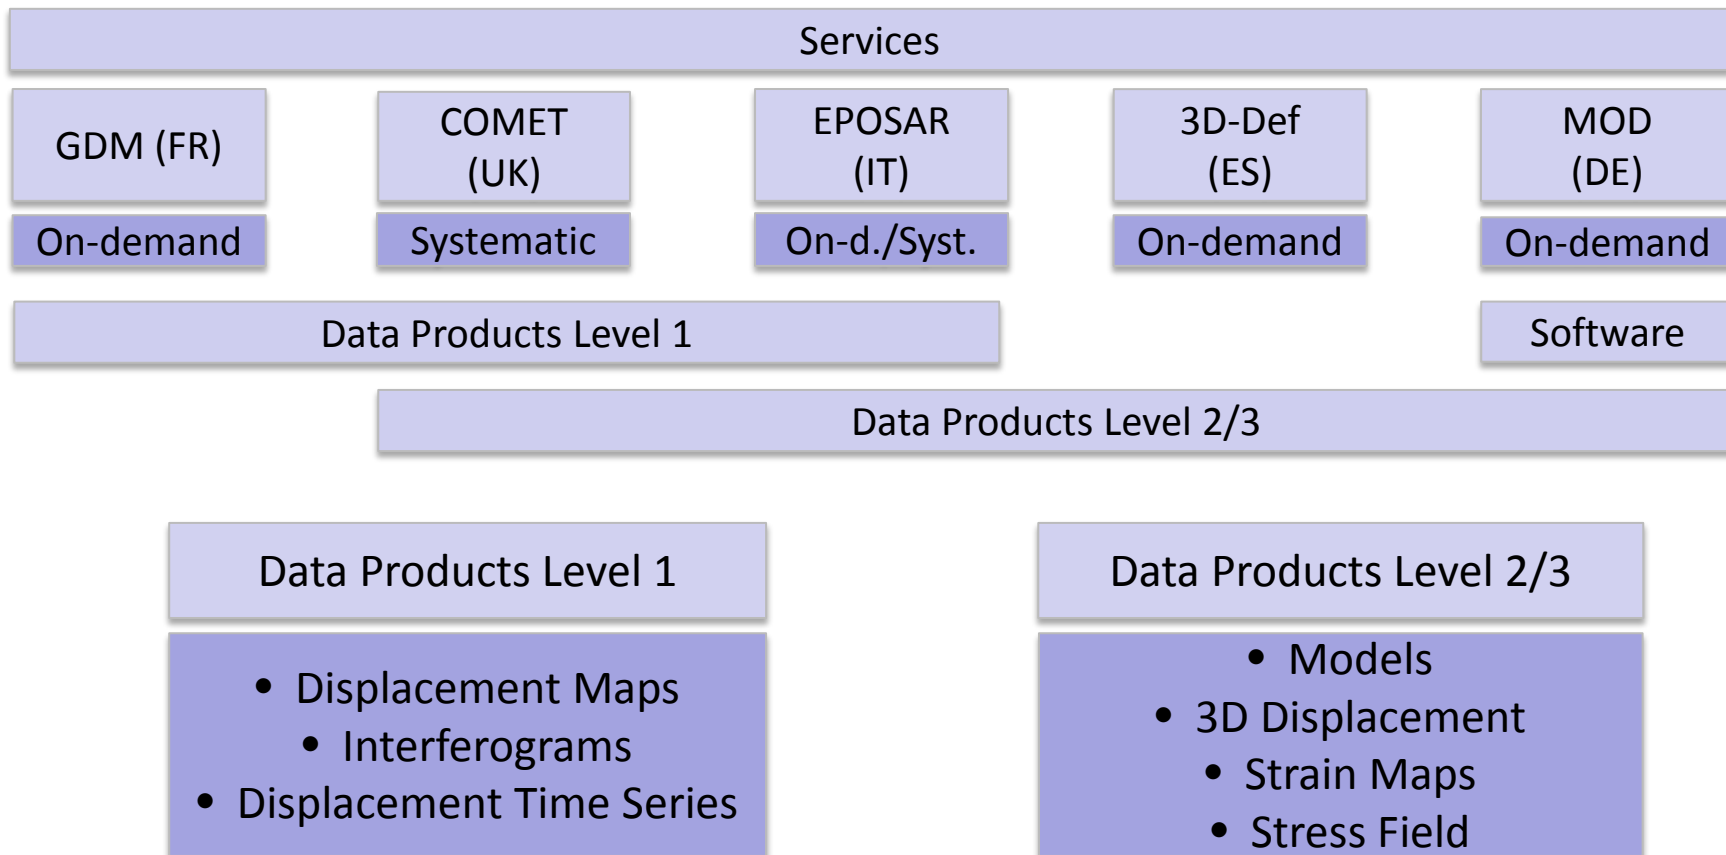 Services
GDM (FR)
COMET
(UK)
EPOSAR
(IT)
3D-Def
(ES)
MOD
(DE)
On-demand
Systematic
On-d./Syst.
On-demand
On-demand
Data Products Level 1
Software
Data Products Level 2/3
Data Products Level 1
• Displacement Maps
• Interferograms
• Displacement Time Series
Data Products Level 2/3
• Models
• 3D Displacement
• Strain Maps
• Stress Field